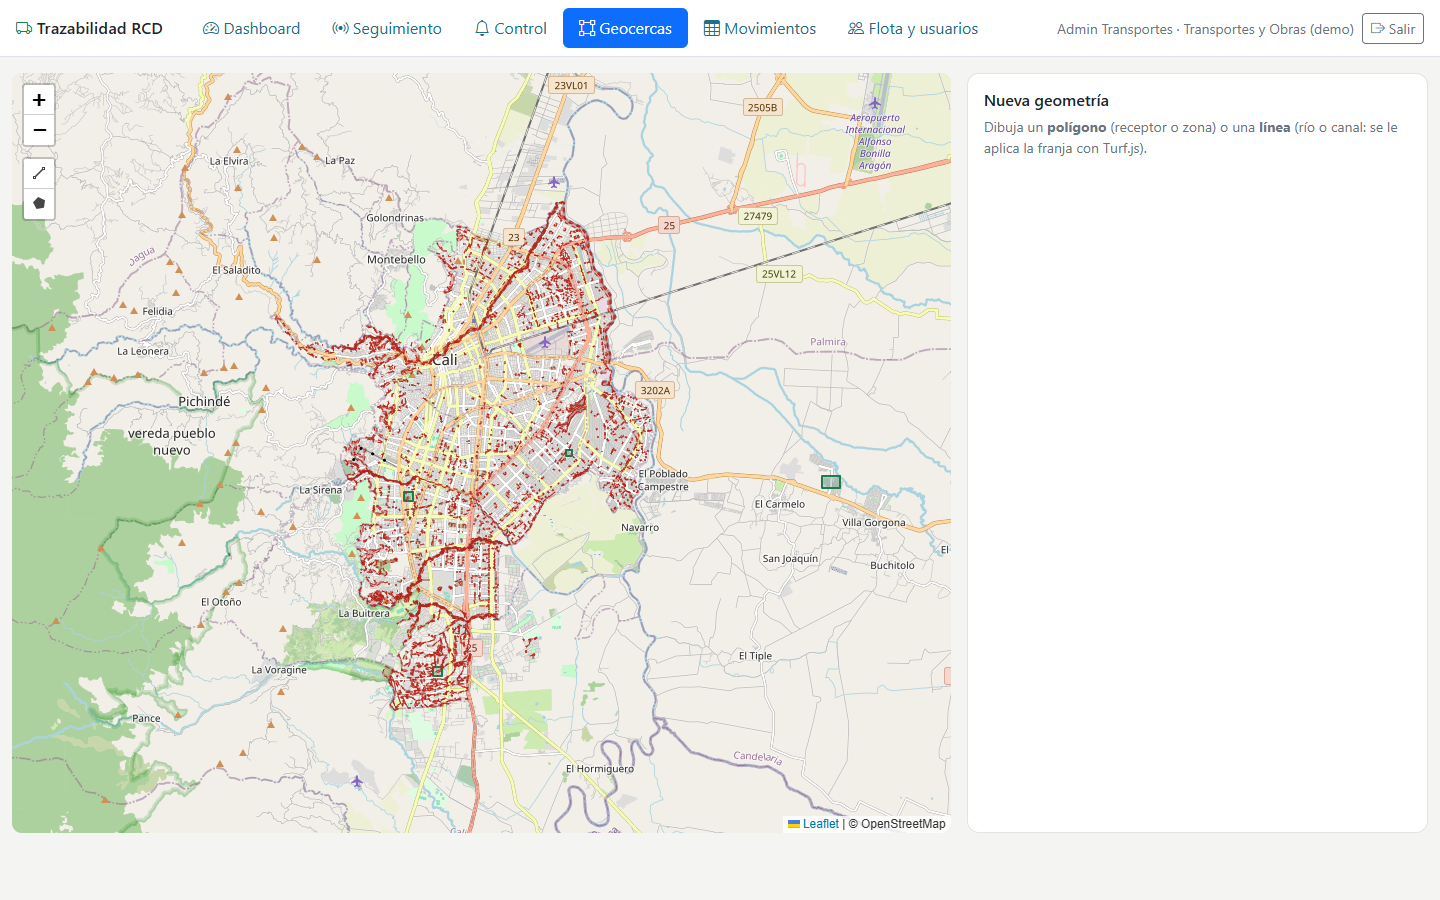 Trazabilidad RCD
Dashboard
Seguimiento
Control
Geocercas
Movimientos
Flota y usuarios
Admin Transportes · Transportes y Obras (demo)
Salir
+
−
Nueva geometría
Dibuja un polígono (receptor o zona) o una línea (río o canal: se le
aplica la franja con Turf.js).
23VL01
2505B
Aeropuerto
Internacional
Alfonso
Bonilla
Aragón
La Elvira
La Paz
Golondrinas
27479
25
23
Jagua
Montebello
El Saladito
25VL12
Felidia
Palmira
La Leonera
Cali
3202A
Pichindé
vereda pueblo
nuevo
El Poblado
Campestre
La Sirena
El Carmelo
Navarro
Villa Gorgona
El
San Joaquín
Buchitolo
El Otoño
La Buitrera
25
El Tiple
La Voragine
Pance
Candelaria
El Hormiguero
Leaflet | © OpenStreetMap